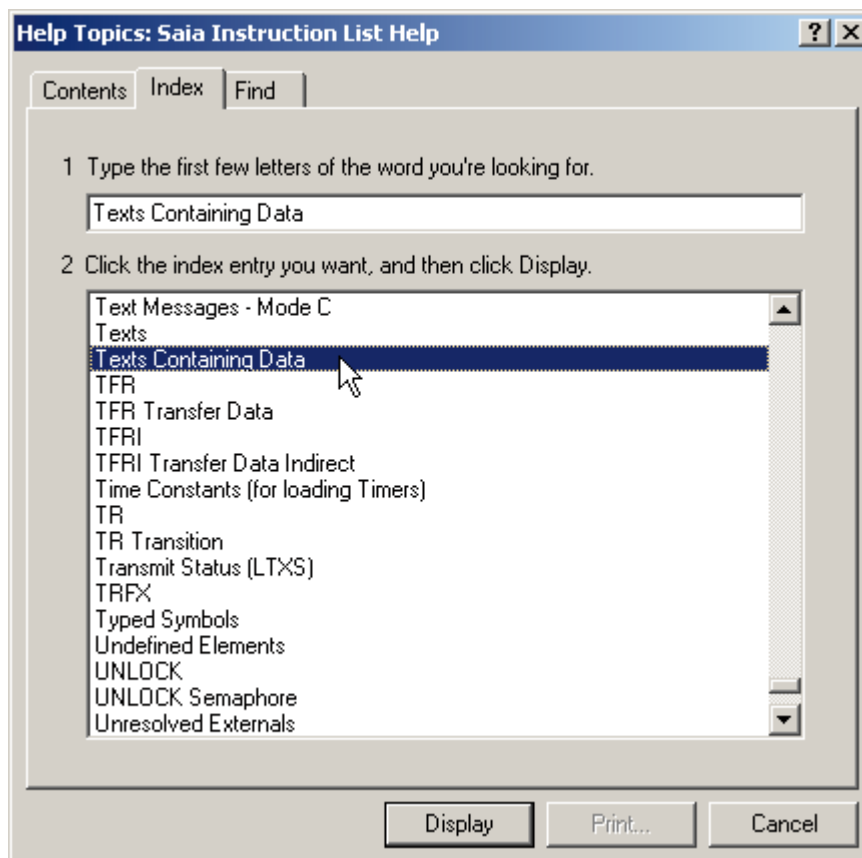 Help Topics: Saia Instruction List Help
Contents Index Find
1 Type the first few letters of the word you're looking for.
Texts Containing Data
2 Click the index entry you want, and then click Display.
Text Messages - Mode C
Texts
Texts Containing Data
TFR
TFR Transfer Data
TFRI
TFRI Transfer Data Indirect
Time Constants (for loading Timers)
TR
TR Transition
Transmit Status (LTXS)
TRFX
Typed Symbols
Undefined Elements
UNLOCK
UNLOCK Semaphore
Unresolved Externals
Display Print... Cancel